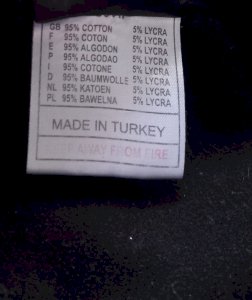 GB 95% COTTON 5% LYCRA
F 95% COTON 5% LYCRA
E 95% ALGODON 5% LYCRA
P 95% ALGODAO 5% LYCRA
I 95% COTONE 5% LYCRA
D 95% BAUMWOLLE 5% LYCRA
NL 95% KATOEN 5% LYCRA
PL 95% BAWELNA 5% LYCRA
MADE IN TURKEY
AWAY FROM FIRE